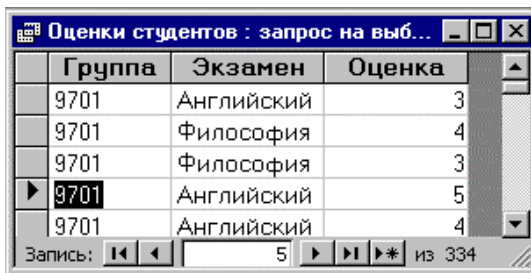 Оценки студентов : запрос на выб...
Группа Экзамен Оценка
9701 Английский 3
9701 Философия 4
9701 Философия 3
9701 Английский 5
9701 Английский 4
Запись: 5 из 334